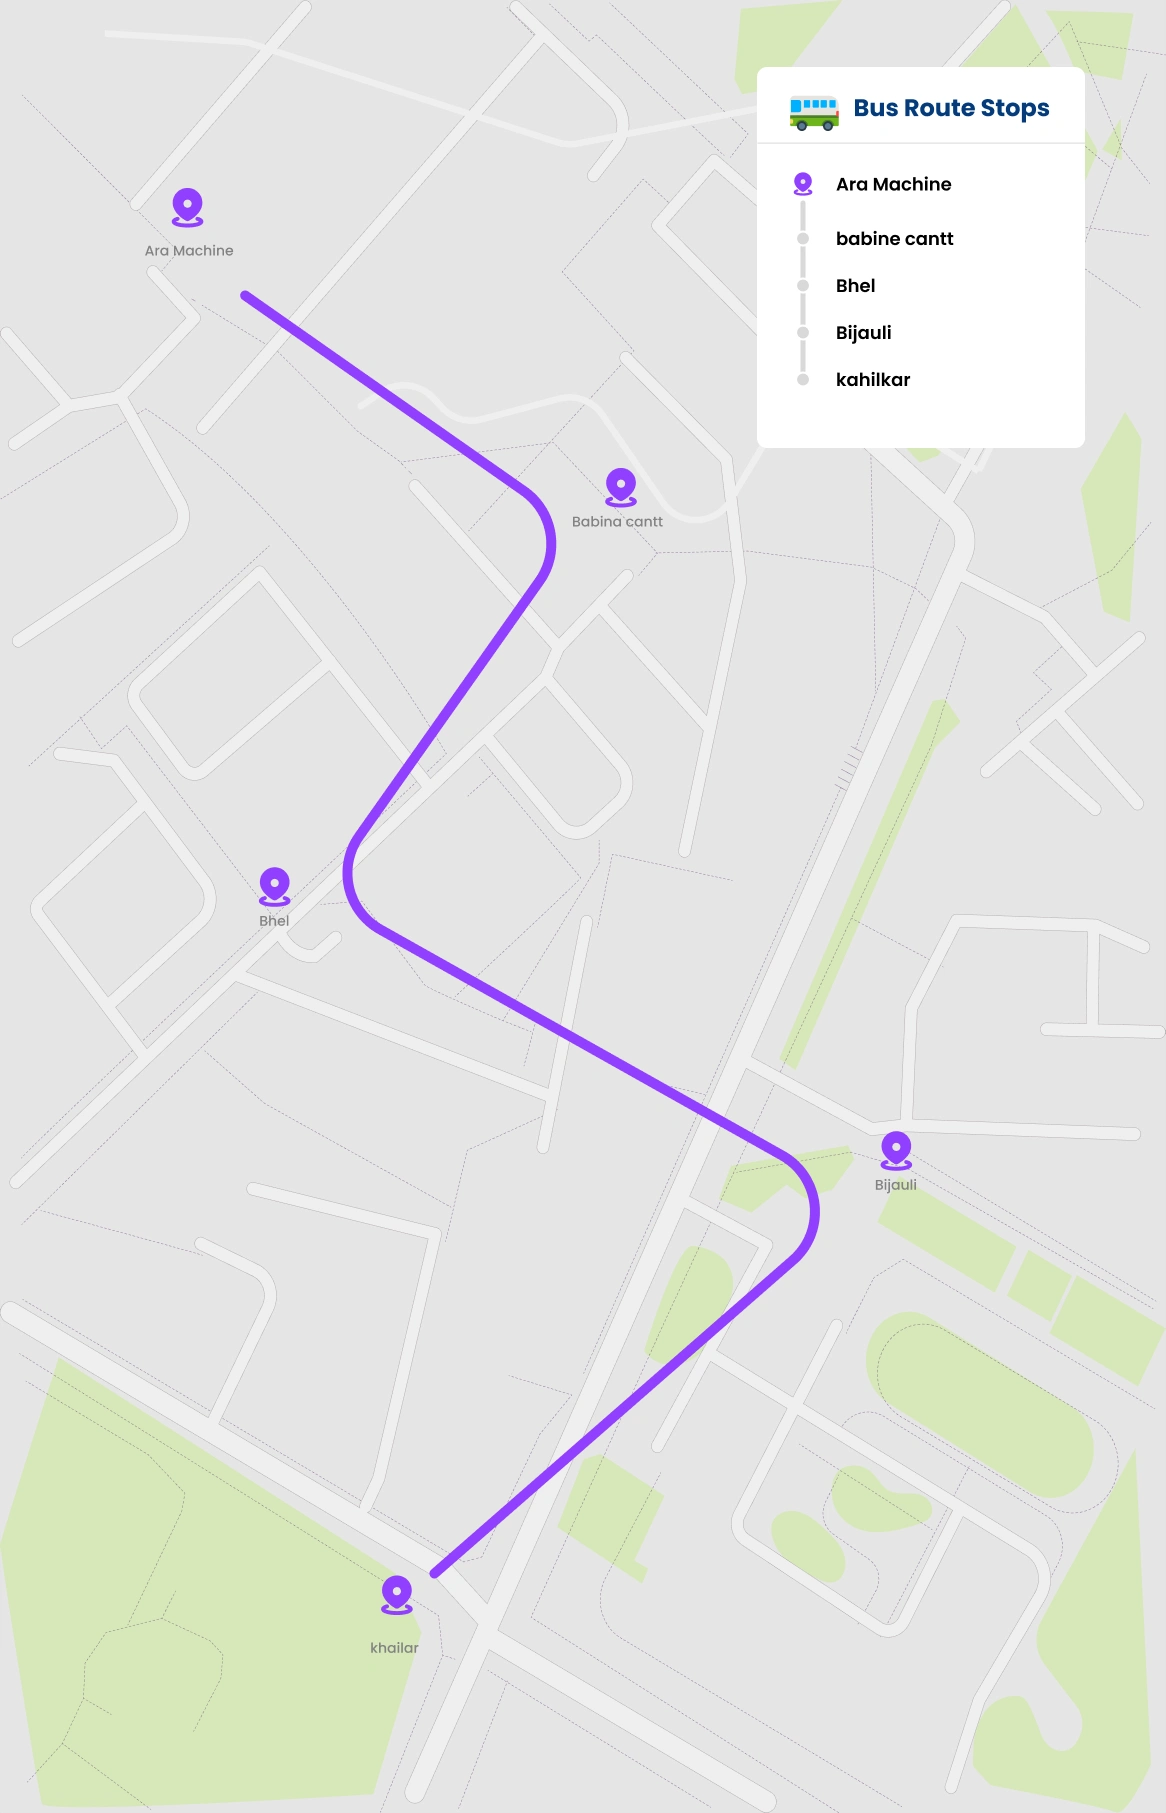 Bus Route Stops
Ara Machine
babine cantt
Bhel
Bijauli
kahilkar
Ara Machine
Babina cantt
Bhel
Bijauli
khailar